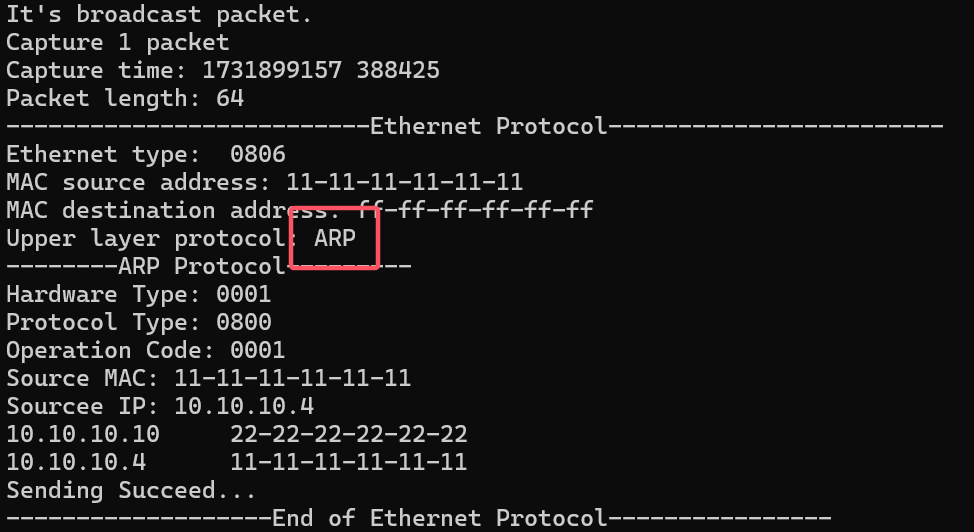 It's broadcast packet.
Capture 1 packet
Capture time: 1731899157 388425
Packet length: 64
--------------------------Ethernet Protocol------------------------
Ethernet type:  0806
MAC source address: 11-11-11-11-11-11
MAC destination address: ff-ff-ff-ff-ff-ff
Upper layer protocol: ARP
--------ARP Protocol---------
Hardware Type: 0001
Protocol Type: 0800
Operation Code: 0001
Source MAC: 11-11-11-11-11-11
Sourcee IP: 10.10.10.4
10.10.10.10     22-22-22-22-22-22
10.10.10.4      11-11-11-11-11-11
Sending Succeed...
-------------------End of Ethernet Protocol----------------